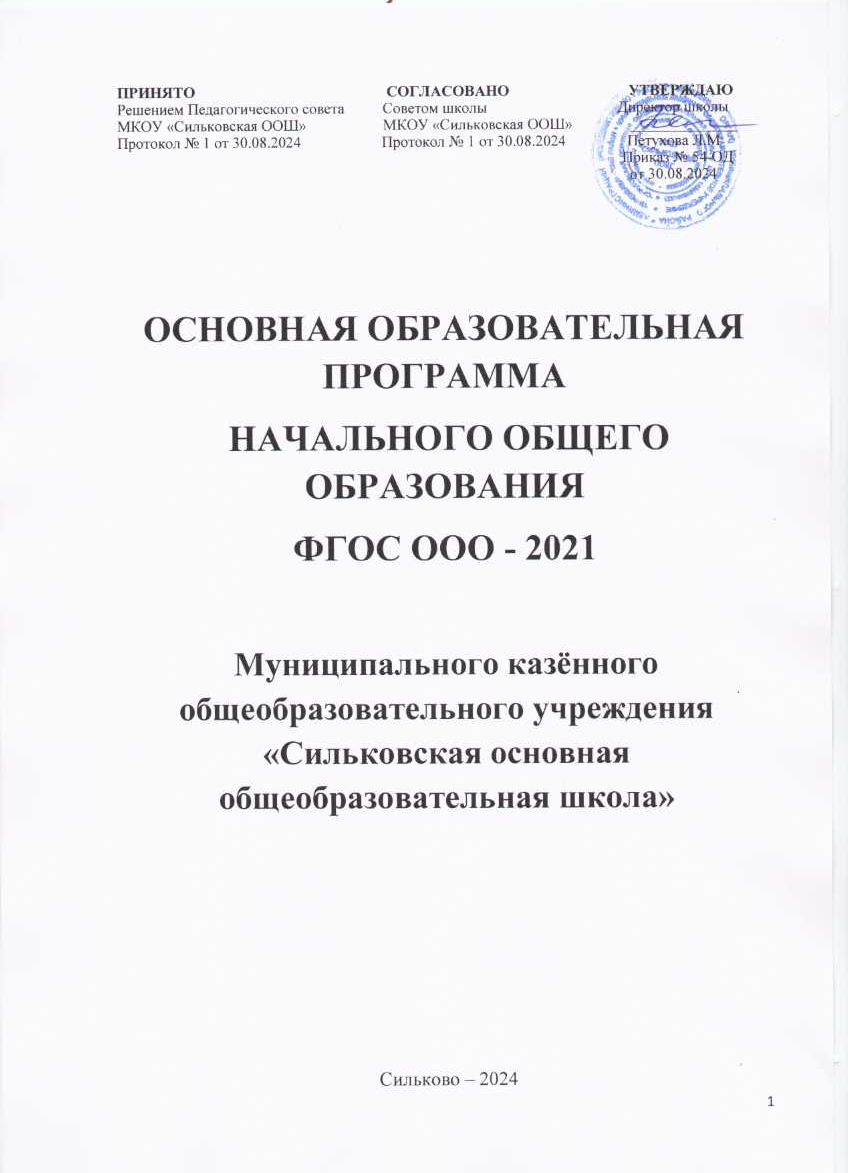 ПРИНЯТО
Решением Педагогического совета
МКОУ «Сильковская ООШ»
Протокол № 1 от 30.08.2024
СОГЛАСОВАНО
Советом школы
МКОУ «Сильковская ООШ»
Протокол № 1 от 30.08.2024
УТВЕРЖДАЮ
Директор школы
Петухова Л.М.
Приказ № 54-ОД
от 30.08.2024
ОСНОВНАЯ ОБРАЗОВАТЕЛЬНАЯ
ПРОГРАММА
НАЧАЛЬНОГО ОБЩЕГО
ОБРАЗОВАНИЯ
ФГОС ООО - 2021
Муниципального казённого
общеобразовательного учреждения
«Сильковская основная
общеобразовательная школа»
Сильково – 2024
1